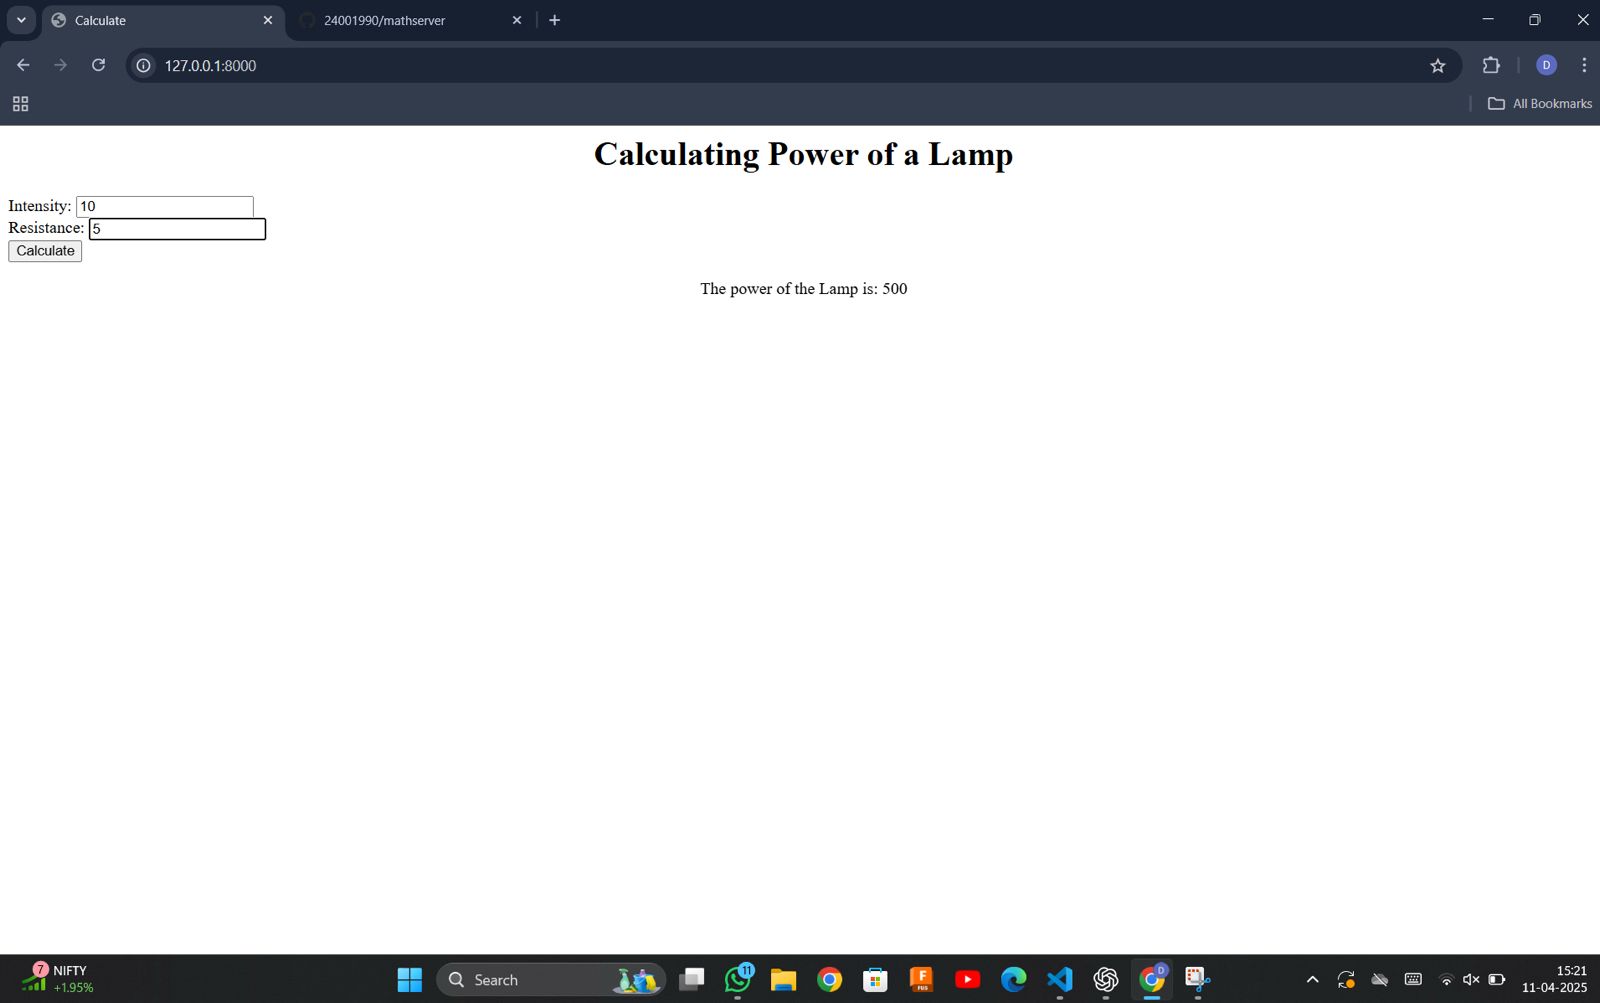 Calculate
24001990/mathserver
127.0.0.1:8000
D
All Bookmarks
Calculating Power of a Lamp
Intensity: 10
Resistance: 5
Calculate
The power of the Lamp is: 500
7
NIFTY
+1.95%
Search
11
F
FUS
D
15:21
11-04-2025